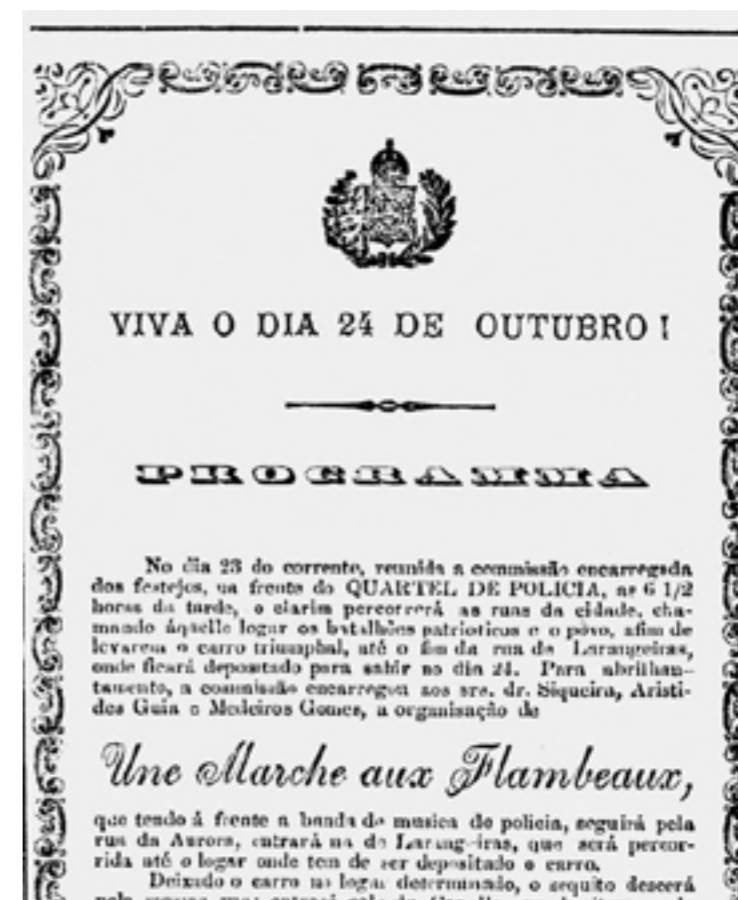 VIVA O DIA 24 DE OUTUBRO !
PROGRAMMA
No dia 23 do corrente, reunida a commissão encarregada
dos festejos, na frente do QUARTEL DE POLICIA, as 6 1/2
horas da tarde, o clarim percorrerá as ruas da cidade, cha-
mando áquelle logar os batalhões patrioticos e o povo, afim de
levarem o carro triumphal, até o fim da rua de Larangeiras,
onde ficará depositado para sahir no dia 24. Para abrilhan-
tamento, a commissão encarregou aos srs. dr. Siqueira, Aristi-
des Guia e Medeiros Gomes, a organisação de
Une Marche aux Flambeaux,
que tendo á frente a banda de musica de policia, seguirá pela
rua da Aurora, entrará na de Larangeiras, que será percor-
rida até o logar onde tem de ser depositado o carro.
Deixado o carro no logar determinado, o sequito descerá
pela mesma rua,